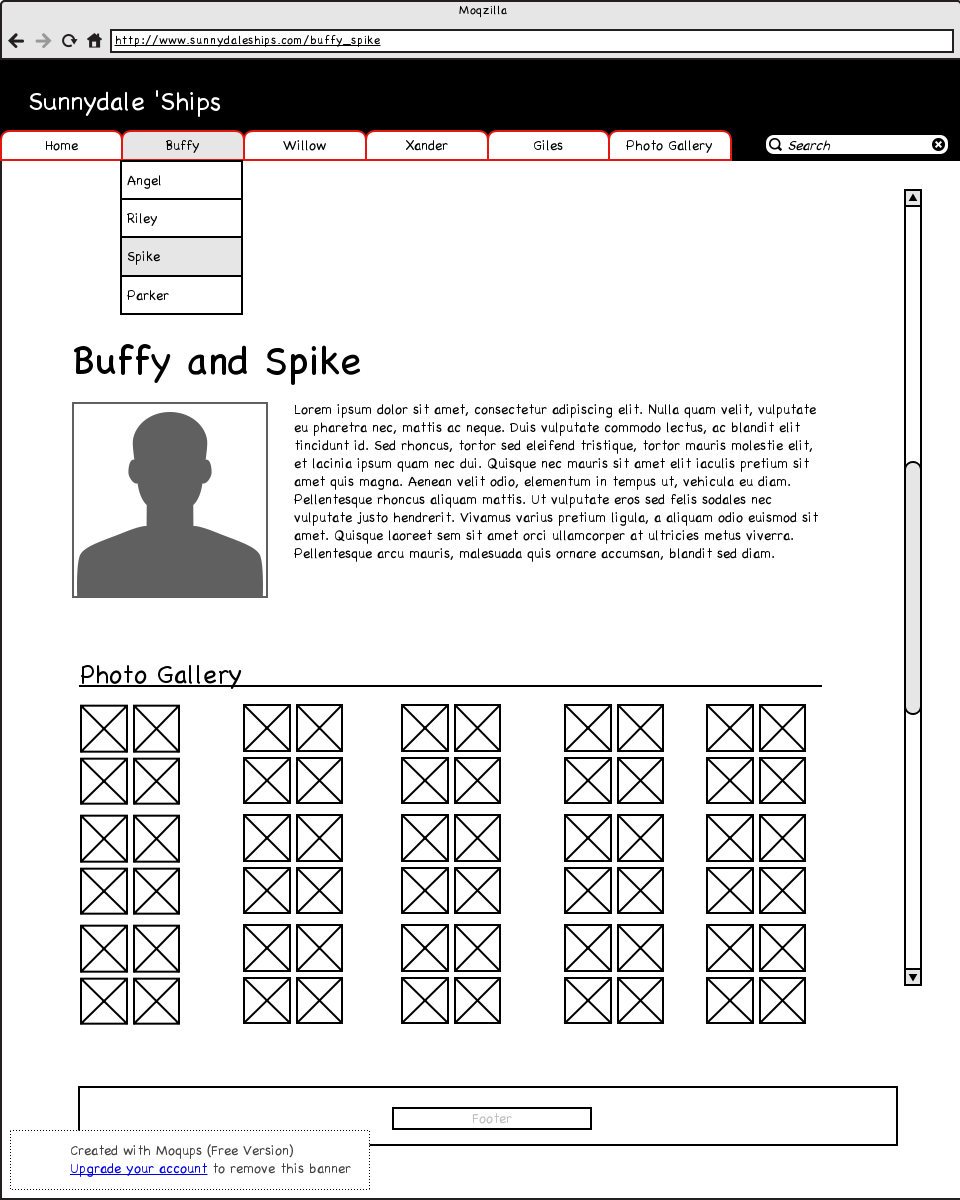 Moqzilla
http://www.sunnydaleships.com/buffy_spike
Sunnydale 'Ships
Home
Buffy
Willow
Xander
Giles
Photo Gallery
Search
Angel
Riley
Spike
Parker
Buffy and Spike
Lorem ipsum dolor sit amet, consectetur adipiscing elit. Nulla quam velit, vulputate
eu pharetra nec, mattis ac neque. Duis vulputate commodo lectus, ac blandit elit
tincidunt id. Sed rhoncus, tortor sed eleifend tristique, tortor mauris molestie elit,
et lacinia ipsum quam nec dui. Quisque nec mauris sit amet elit iaculis pretium sit
amet quis magna. Aenean velit odio, elementum in tempus ut, vehicula eu diam.
Pellentesque rhoncus aliquam mattis. Ut vulputate eros sed felis sodales nec
vulputate justo hendrerit. Vivamus varius pretium ligula, a aliquam odio euismod sit
amet. Quisque laoreet sem sit amet orci ullamcorper at ultricies metus viverra.
Pellentesque arcu mauris, malesuada quis ornare accumsan, blandit sed diam.
Photo Gallery
Footer
Created with Moqups (Free Version)
Upgrade your account to remove this banner